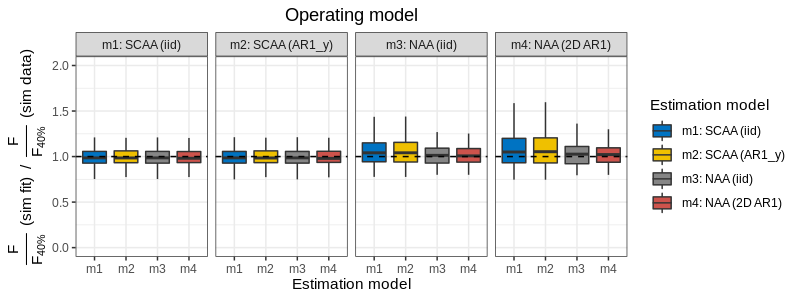 Operating model
m1: SCAA (iid)
m2: SCAA (AR1_y)
m3: NAA (iid)
m4: NAA (2D AR1)
F
F40%
(sim fit) /
F
F40%
(sim data)
2.0
1.5
1.0
0.5
0.0
m1 m2 m3 m4
m1 m2 m3 m4
m1 m2 m3 m4
m1 m2 m3 m4
Estimation model
Estimation model
m1: SCAA (iid)
m2: SCAA (AR1_y)
m3: NAA (iid)
m4: NAA (2D AR1)